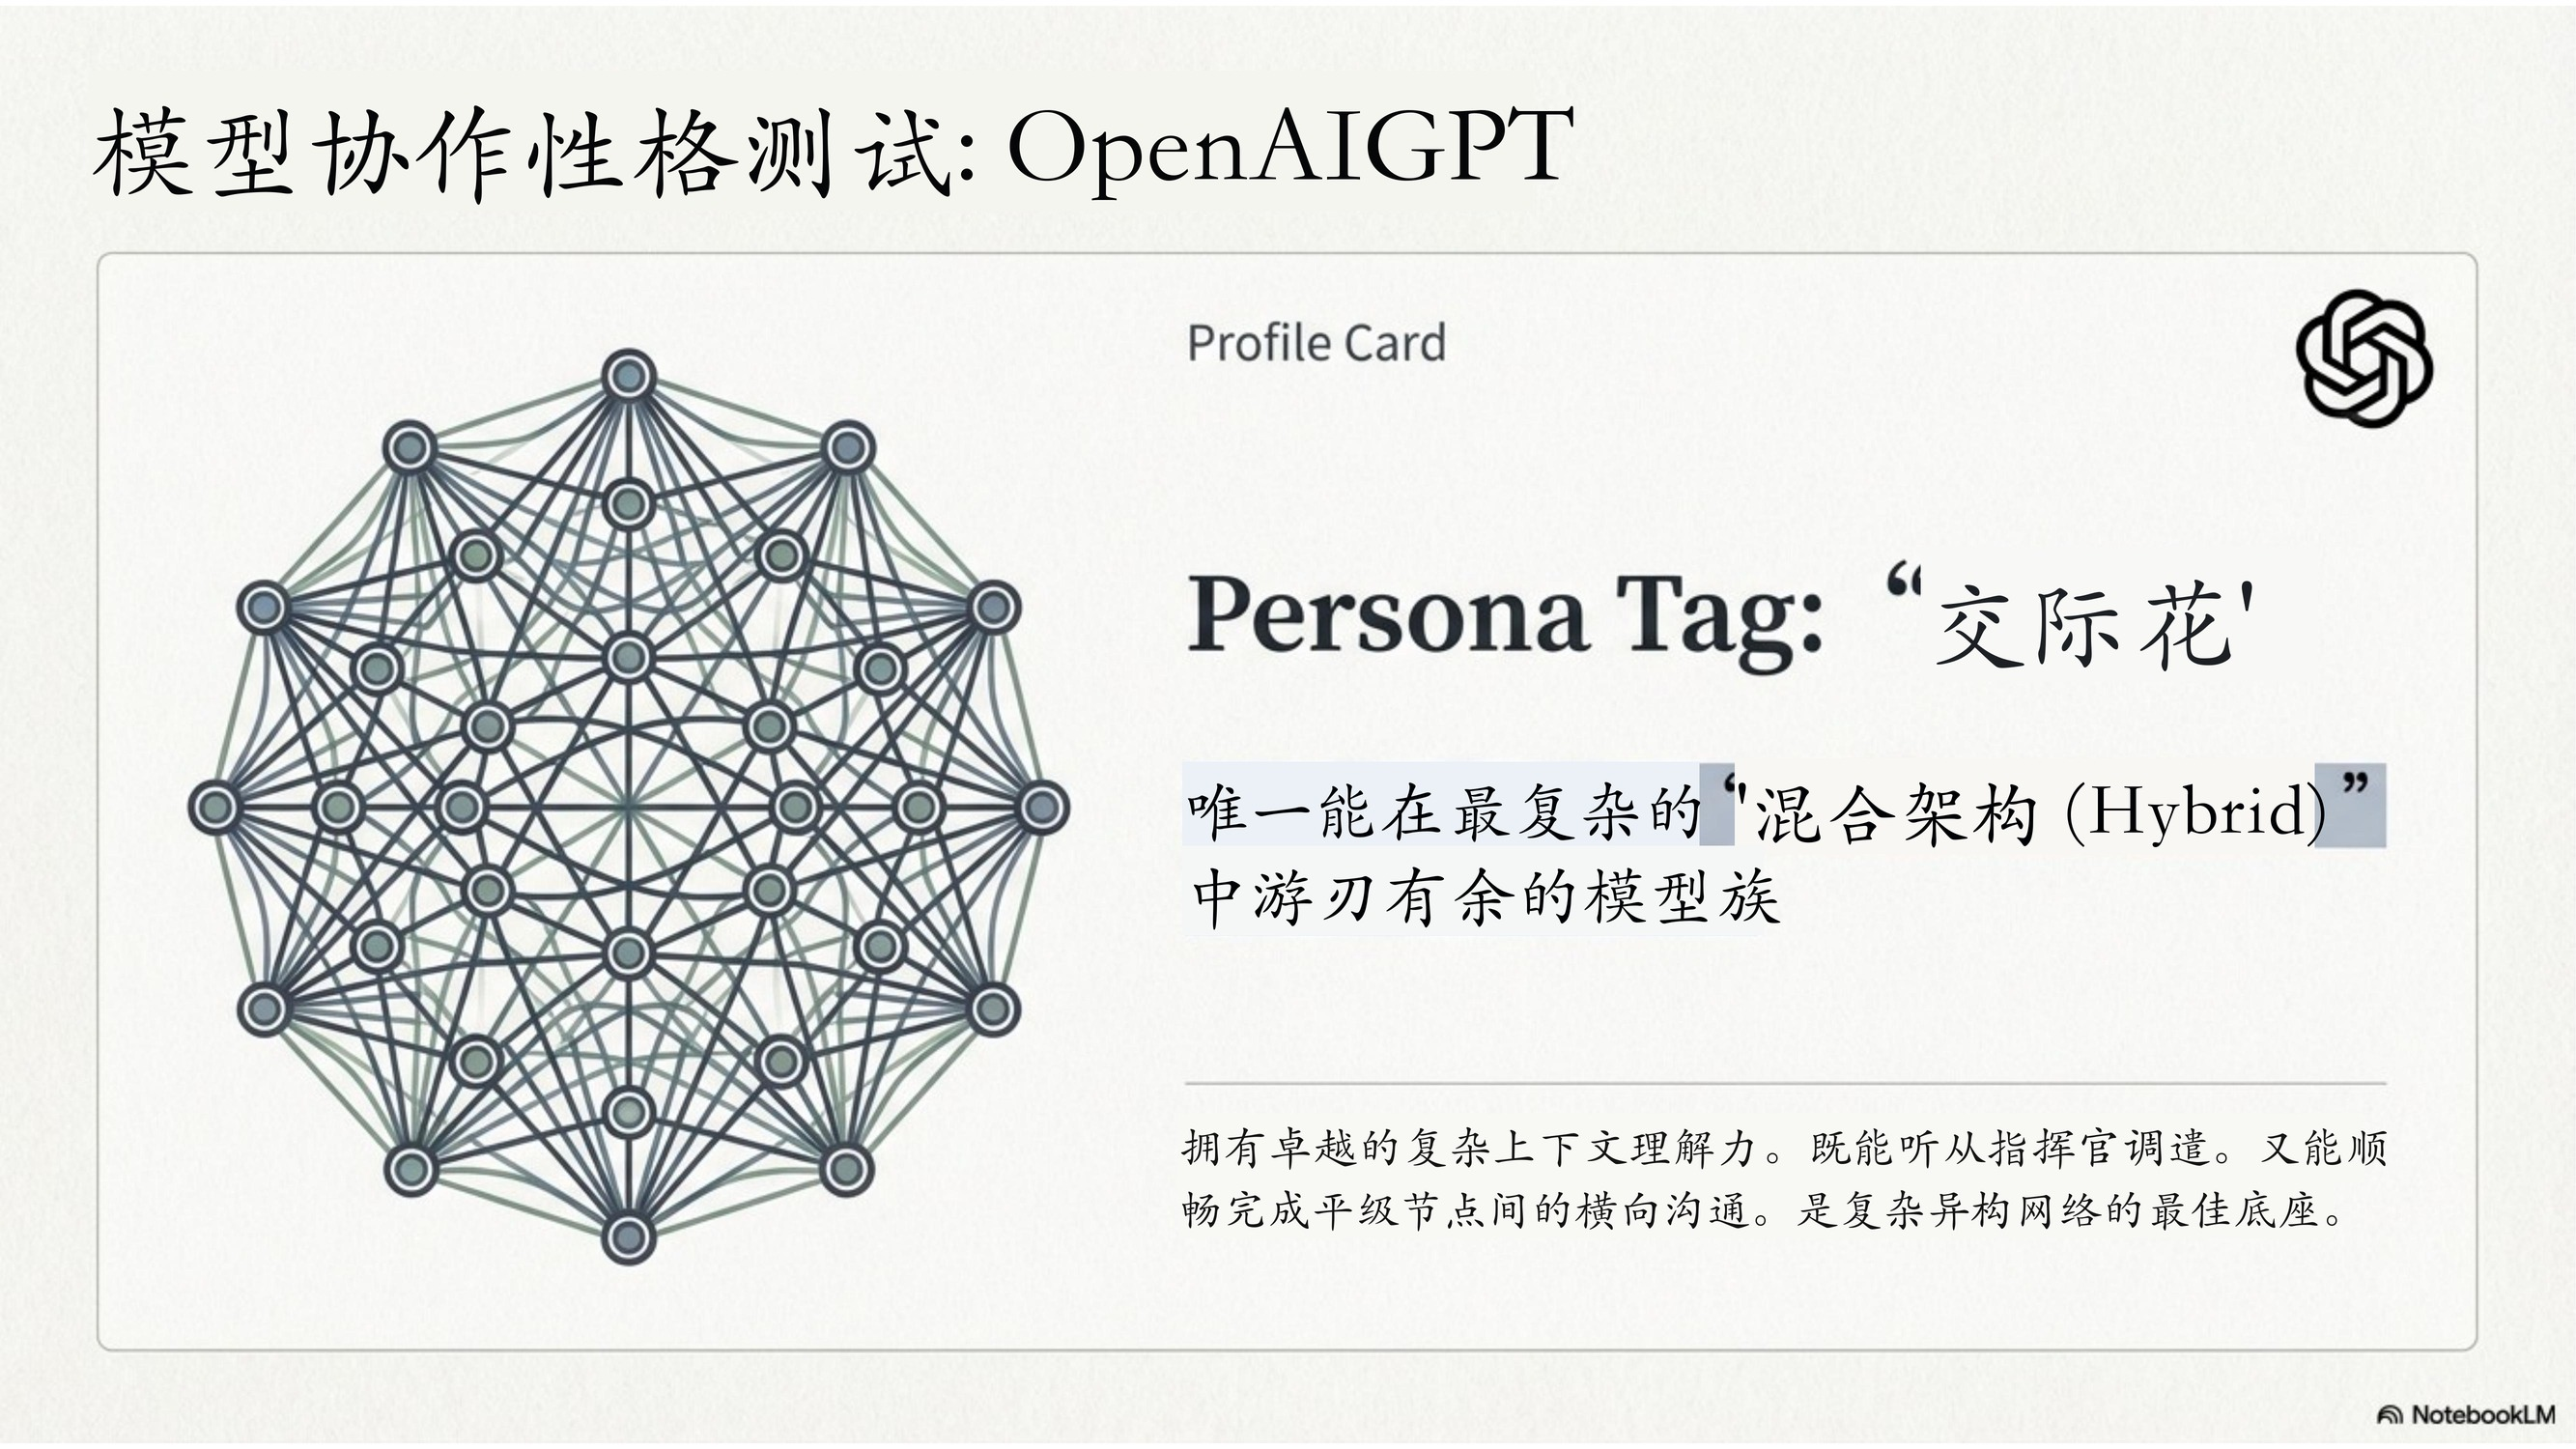 模型协作性格测试: OpenAIGPT
Profile Card
Persona Tag: “交际花'
唯一能在最复杂的“'混合架构 (Hybrid)”
中游刃有余的模型族
拥有卓越的复杂上下文理解力。既能听从指挥官调遣。又能顺
畅完成平级节点间的横向沟通。是复杂异构网络的最佳底座。
NotebookLM